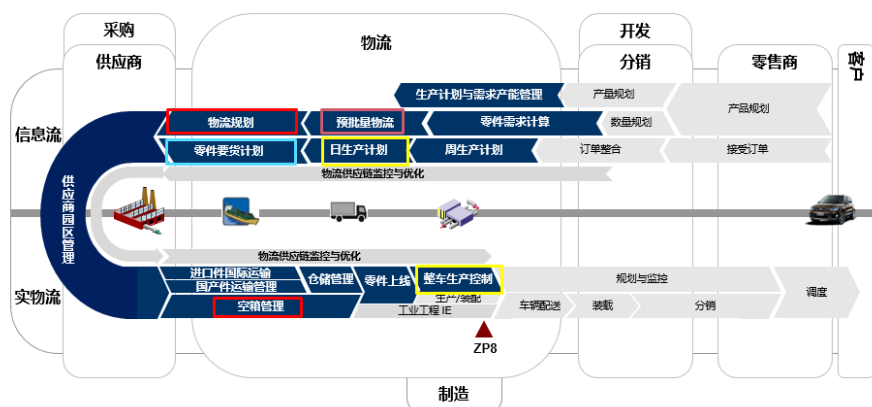 采购
物流
开发
供应商
分销
零售商
客户
生产计划与需求产能管理
产量规划
产品规划
信息流
物流规划
预批量物流
零件需求计算
数量规划
零件要货计划
日生产计划
周生产计划
订单整合
接受订单
物流供应链监控与优化
供应商园区管理
物流供应链监控与优化
实物流
进口件国际运输
国产件运输管理
仓储管理
零件上线
整车生产控制
规划与监控
调度
空箱管理
生产/装配
工业工程 IE
车辆配送
装载
分销
ZP8
制造